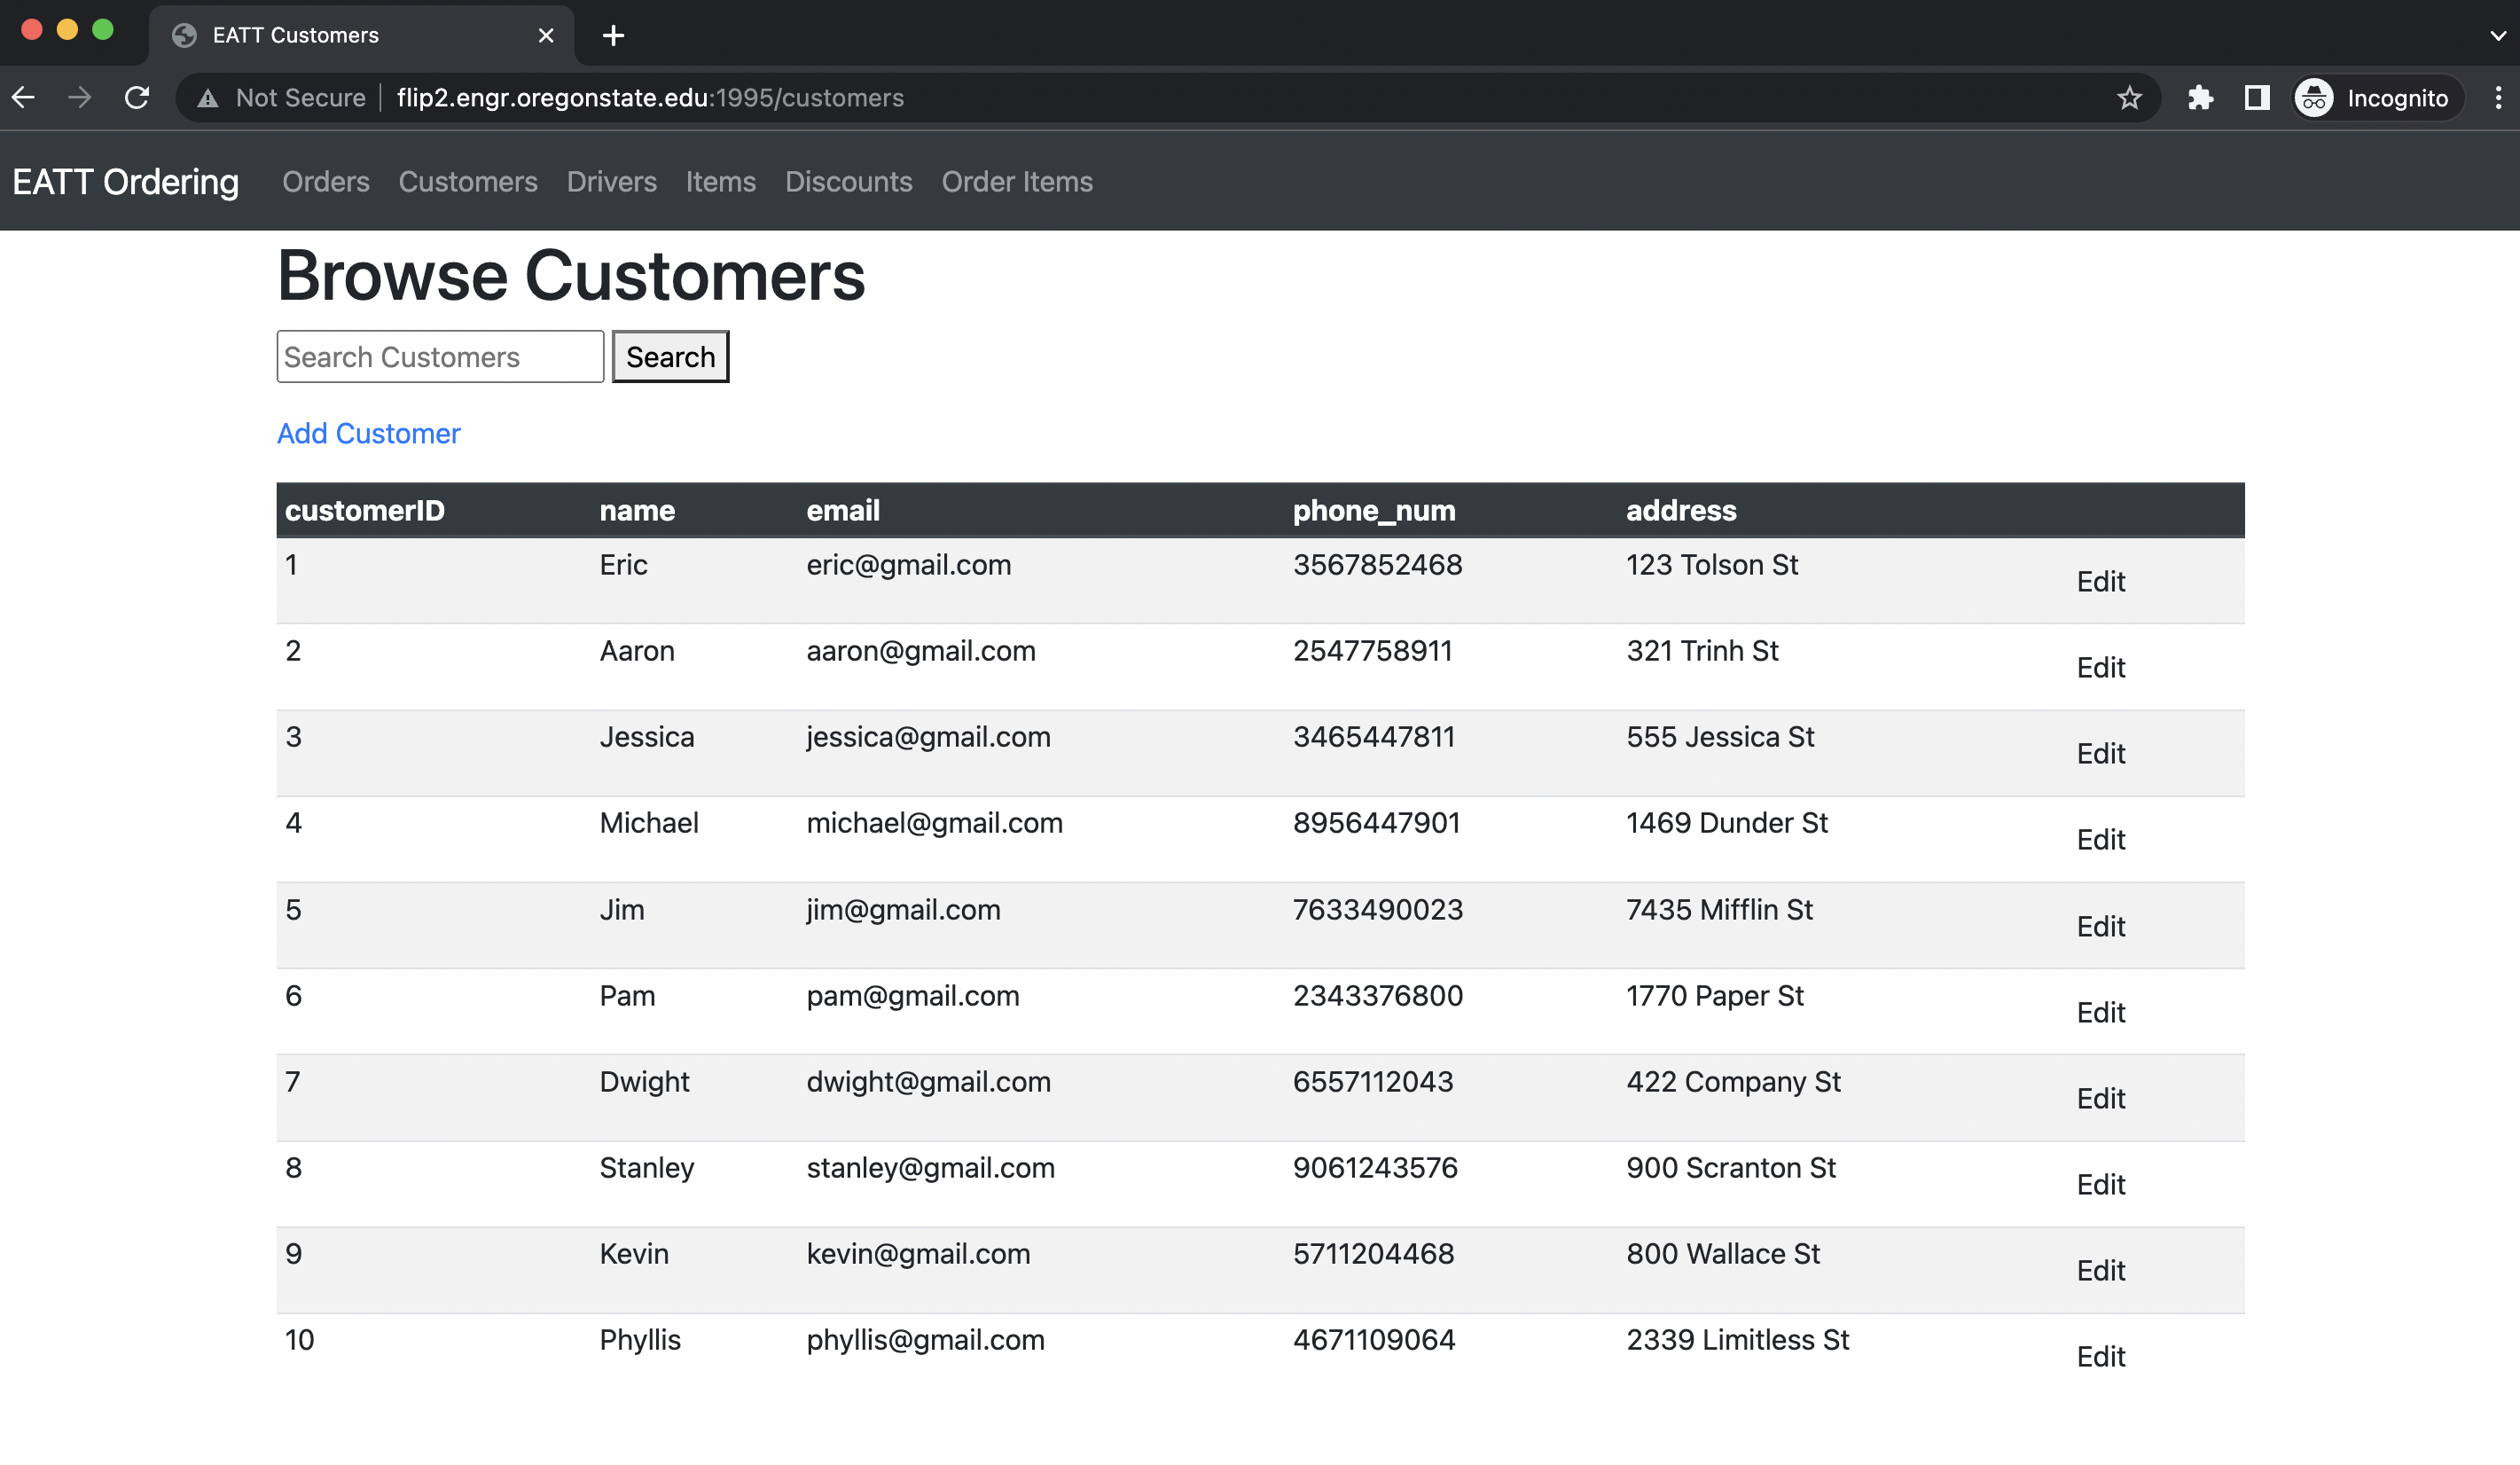 EATT Customers
Not Secure flip2.engr.oregonstate.edu:1995/customers Incognito
EATT Ordering Orders Customers Drivers Items Discounts Order Items
Browse Customers
Search Customers Search
Add Customer
customerID name email phone_num address
1 Eric eric@gmail.com 3567852468 123 Tolson St Edit
2 Aaron aaron@gmail.com 2547758911 321 Trinh St Edit
3 Jessica jessica@gmail.com 3465447811 555 Jessica St Edit
4 Michael michael@gmail.com 8956447901 1469 Dunder St Edit
5 Jim jim@gmail.com 7633490023 7435 Mifflin St Edit
6 Pam pam@gmail.com 2343376800 1770 Paper St Edit
7 Dwight dwight@gmail.com 6557112043 422 Company St Edit
8 Stanley stanley@gmail.com 9061243576 900 Scranton St Edit
9 Kevin kevin@gmail.com 5711204468 800 Wallace St Edit
10 Phyllis phyllis@gmail.com 4671109064 2339 Limitless St Edit